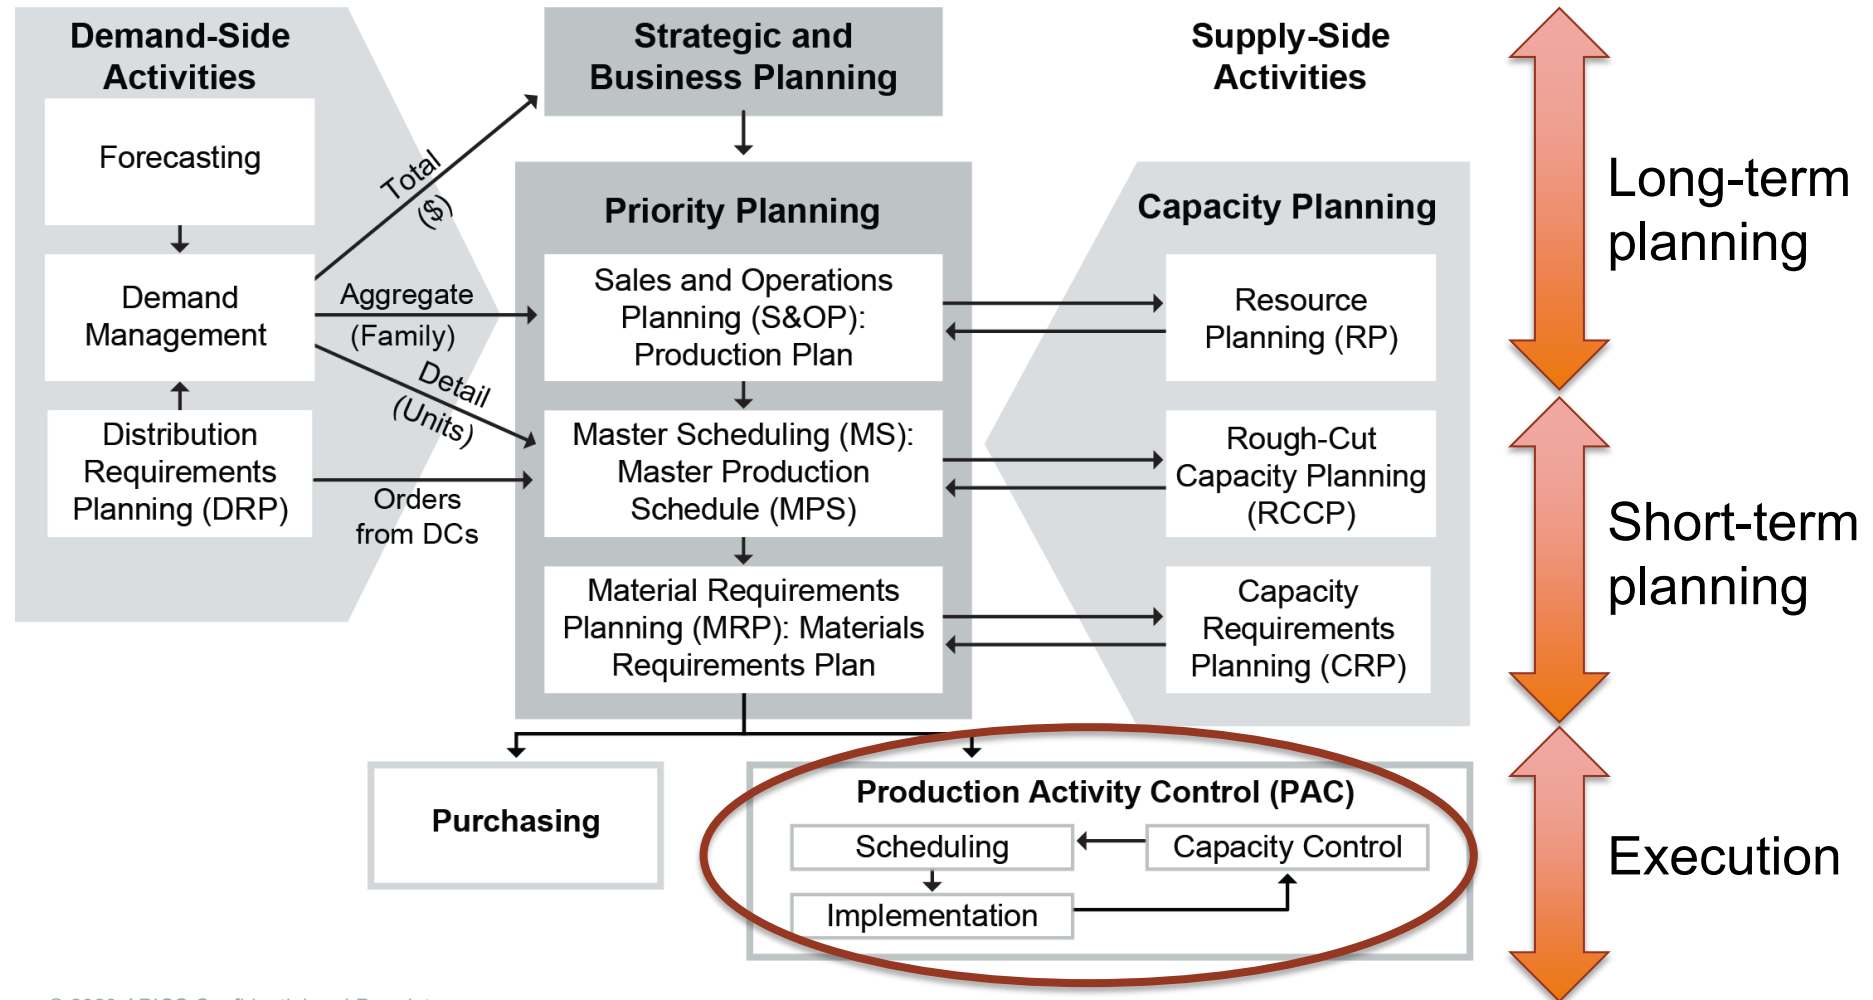 Demand-Side
Activities
Forecasting
Demand
Management
Distribution
Requirements
Planning (DRP)
Total
($)
Aggregate
(Family)
Detail
(Units)
Orders
from DCs
Strategic and
Business Planning
Priority Planning
Sales and Operations
Planning (S&OP):
Production Plan
Master Scheduling (MS):
Master Production
Schedule (MPS)
Material Requirements
Planning (MRP): Materials
Requirements Plan
Supply-Side
Activities
Capacity Planning
Resource
Planning (RP)
Rough-Cut
Capacity Planning
(RCCP)
Capacity
Requirements
Planning (CRP)
Purchasing
Production Activity Control (PAC)
Scheduling
Capacity Control
Implementation
Long-term
planning
Short-term
planning
Execution